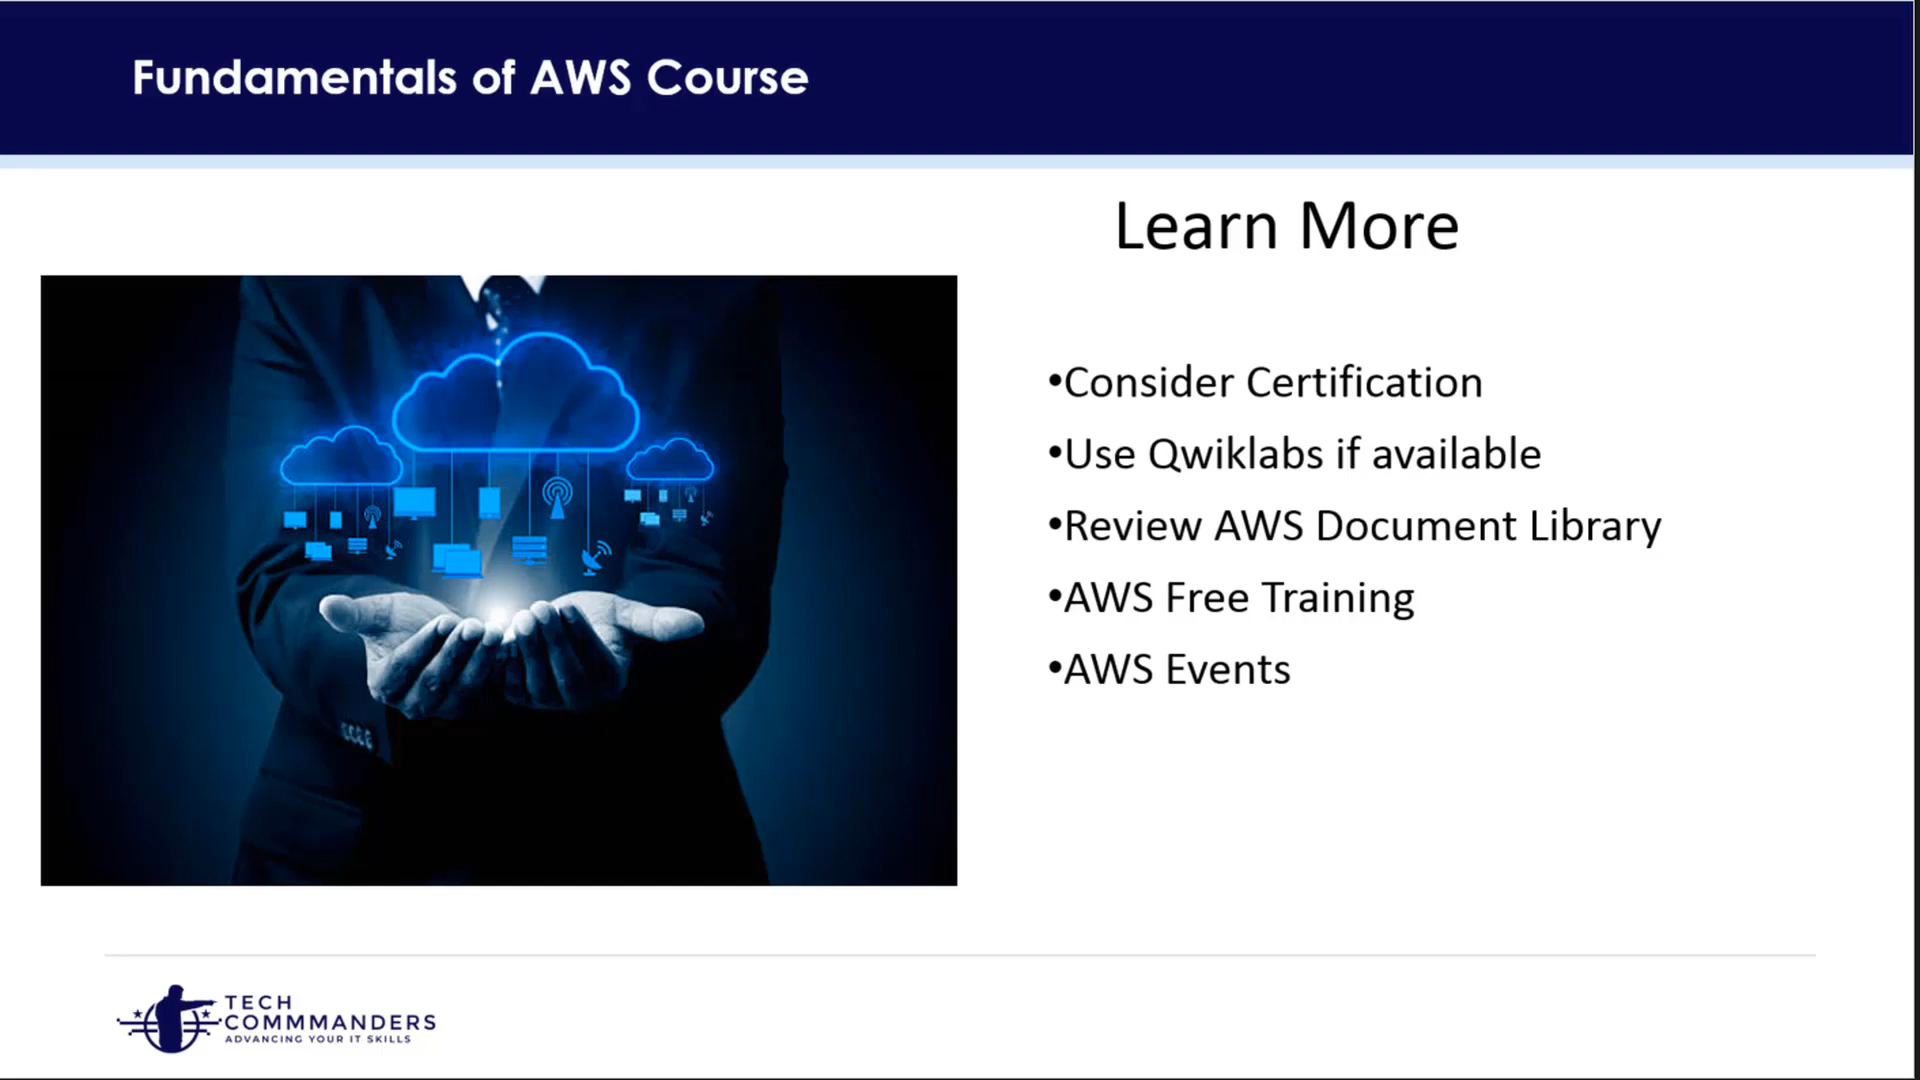 Fundamentals of AWS Course
Learn More
•Consider Certification
•Use Qwiklabs if available
•Review AWS Document Library
•AWS Free Training
•AWS Events
TECH
COMMMANDERS
ADVANCING YOUR IT SKILLS